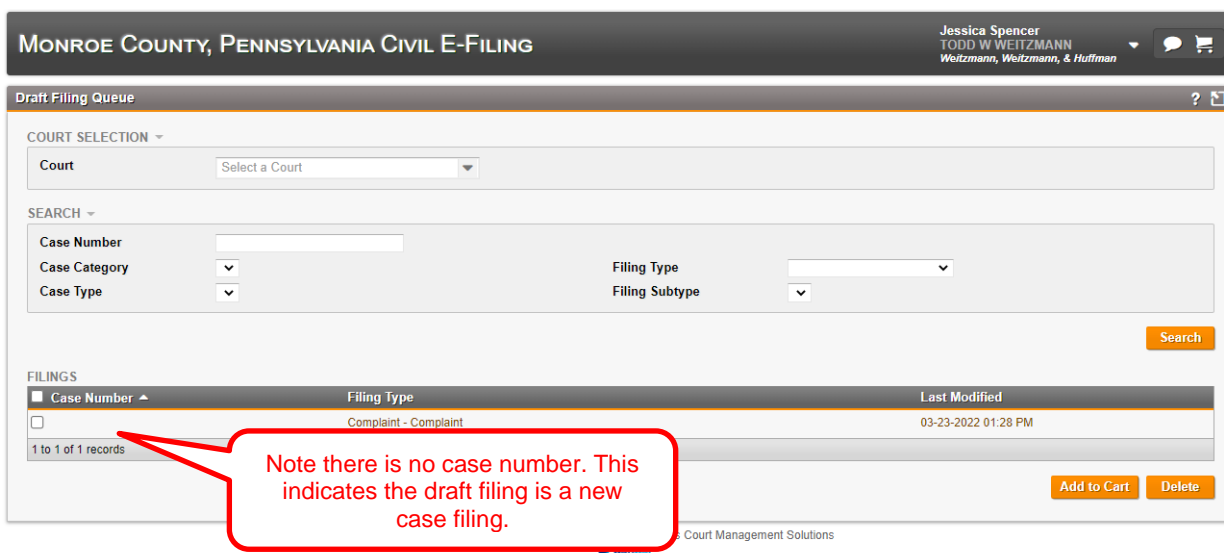 Jessica Spencer
MONROE COUNTY, PENNSYLVANIA CIVIL E-FILING
TODD W WEITZMANN
Weitzmann, Weitzmann, & Huffman
Draft Filing Queue
?
COURT SELECTION
Court
Select a Court
SEARCH
Case Number
Case Category
Filing Type
Case Type
Filing Subtype
Search
FILINGS
Case Number
Filing Type
Last Modified
Complaint - Complaint
03-23-2022 01:28 PM
1 to 1 of 1 records
Note there is no case number. This
indicates the draft filing is a new
case filing.
Add to Cart
Delete
Court Management Solutions